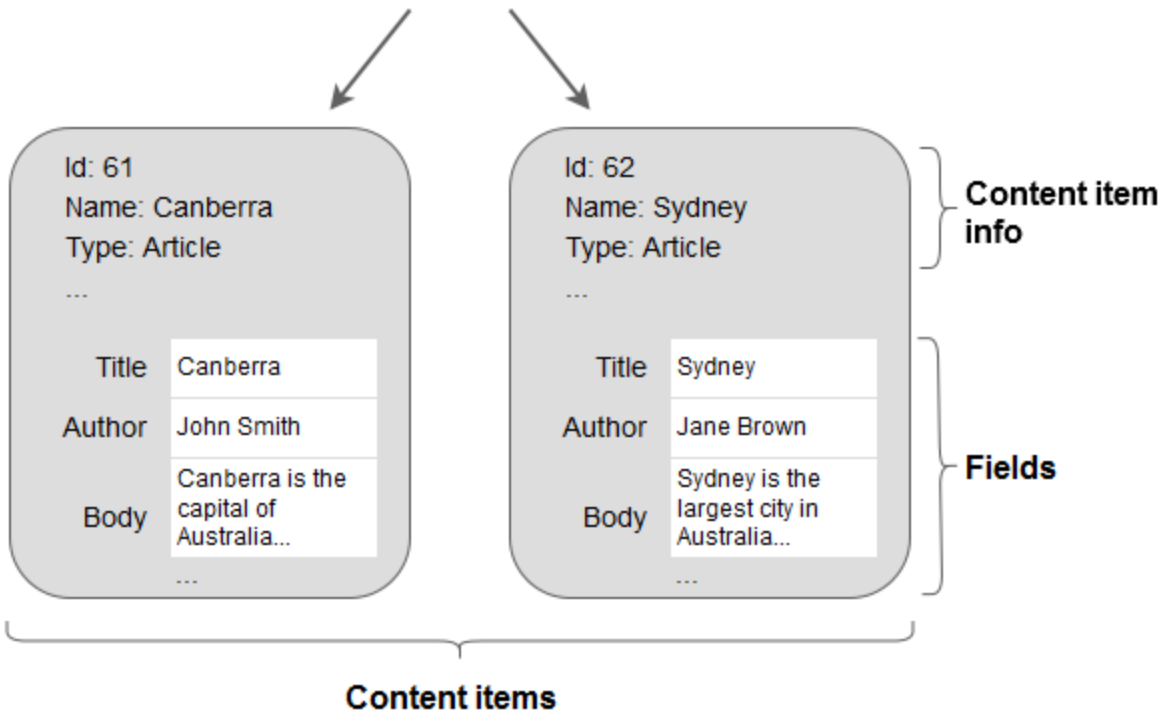 Id: 61
Name: Canberra
Type: Article
...
Title Canberra
Author John Smith
Body Canberra is the
capital of
Australia...
...
Id: 62
Name: Sydney
Type: Article
...
Title Sydney
Author Jane Brown
Body Sydney is the
largest city in
Australia...
...
Content item
info
Fields
Content items